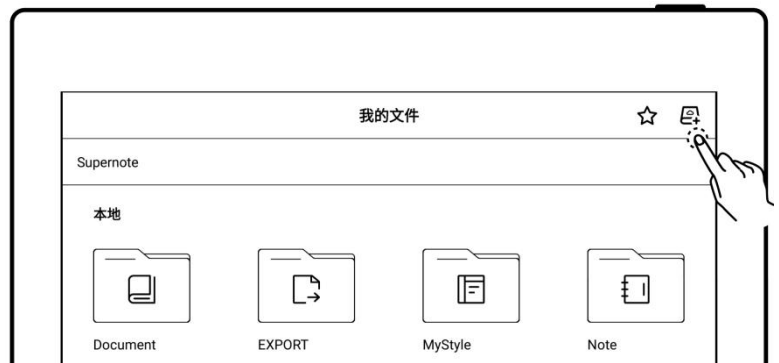 我的文件
Supernote
本地
Document EXPORT MyStyle Note